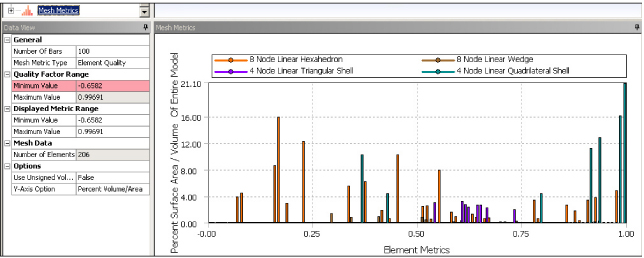 Mesh Metrics
Data View
Mesh Metrics
General
Number Of Bars 100
Mesh Metric Type Element Quality
Quality Factor Range
Minimum Value -0.6582
Maximum Value 0.99691
Displayed Metric Range
Minimum Value -0.6582
Maximum Value 0.99691
Mesh Data
Number of Elements 206
Options
Use Unsigned Vol... False
Y-Axis Option Percent Volume/Area
8 Node Linear Hexahedron
8 Node Linear Wedge
4 Node Linear Triangular Shell
4 Node Linear Quadrilateral Shell
Percent Surface Area / Volume Of Entire Model
21.10
16.00
12.00
8.00
4.00
0.00
-0.00
0.25
0.50
0.75
1.00
Element Metrics